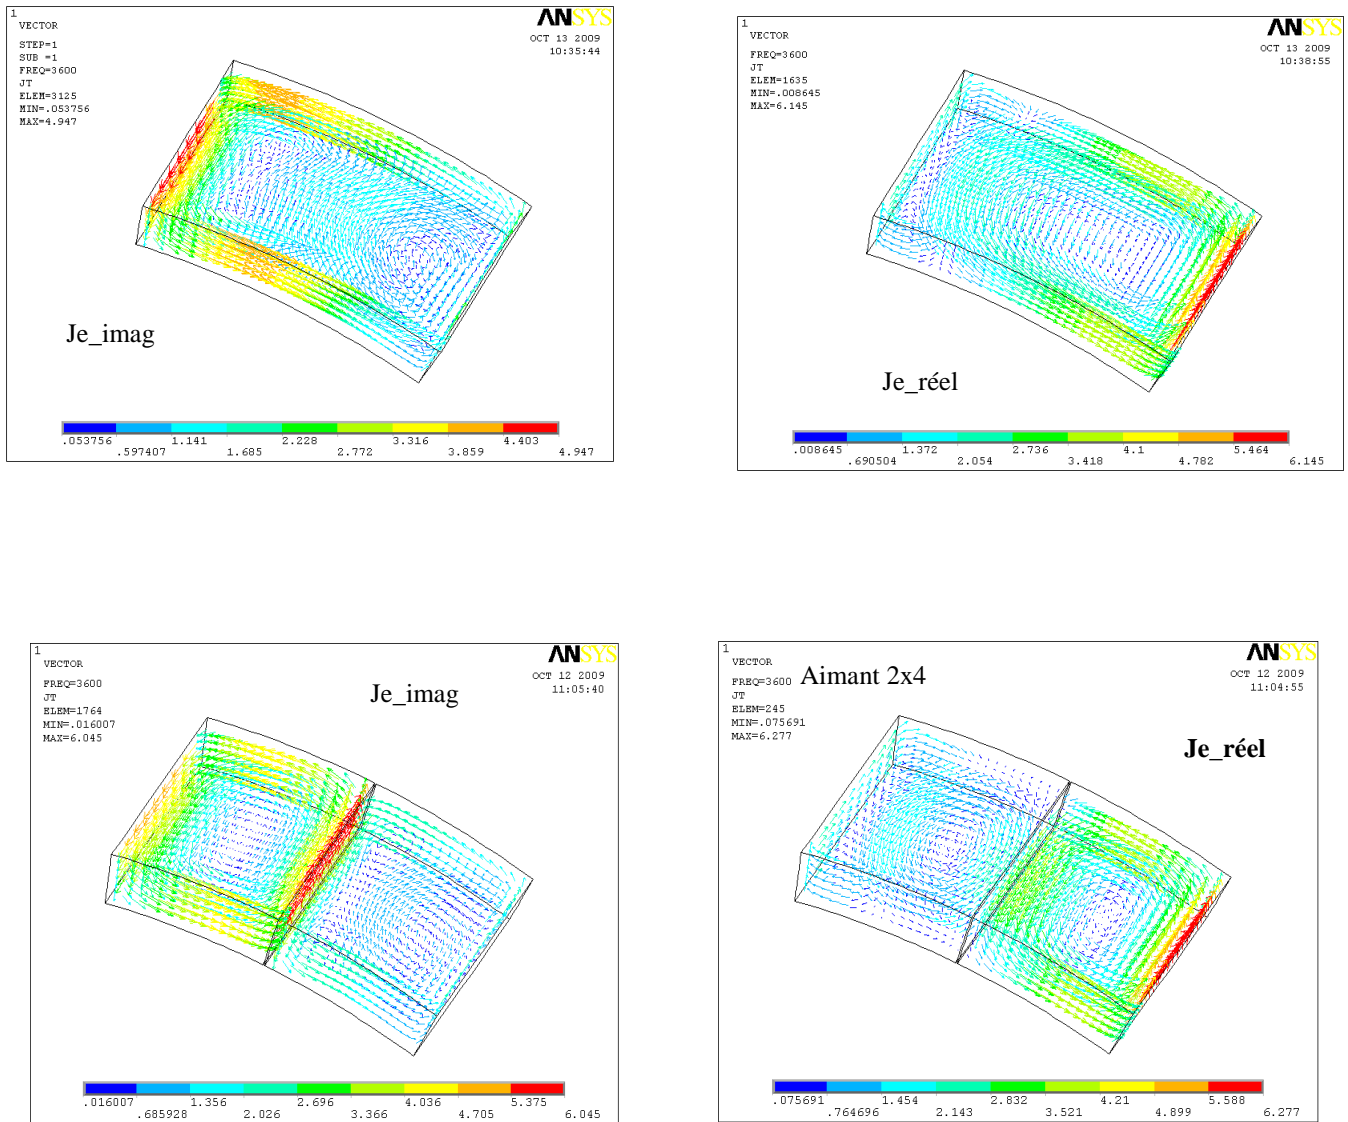 1
VECTOR
STEP=1
SUB =1
FREQ=3600
JT
ELEM=3125
MIN=.053756
MAX=4.947
ANSYS
OCT 13 2009
10:35:44
Je_imag
.053756 1.141 2.228 3.316 4.403
.597407 1.685 2.772 3.859 4.947
1
VECTOR
FREQ=3600
JT
ELEM=1635
MIN=.008645
MAX=6.145
ANSYS
OCT 13 2009
10:38:55
Je_réel
.008645 1.372 2.736 4.1 5.464
.690504 2.054 3.418 4.782 6.145
1
VECTOR
FREQ=3600
JT
ELEM=1764
MIN=.016007
MAX=6.045
ANSYS
OCT 12 2009
11:05:40
Je_imag
.016007 1.356 2.696 4.036 5.375
.685928 2.026 3.366 4.705 6.045
1
VECTOR
FREQ=3600
JT
ELEM=245
MIN=.075691
MAX=6.277
Aimant 2x4
ANSYS
OCT 12 2009
11:04:55
Je_réel
.075691 1.454 2.832 4.21 5.588
.764696 2.143 3.521 4.899 6.277